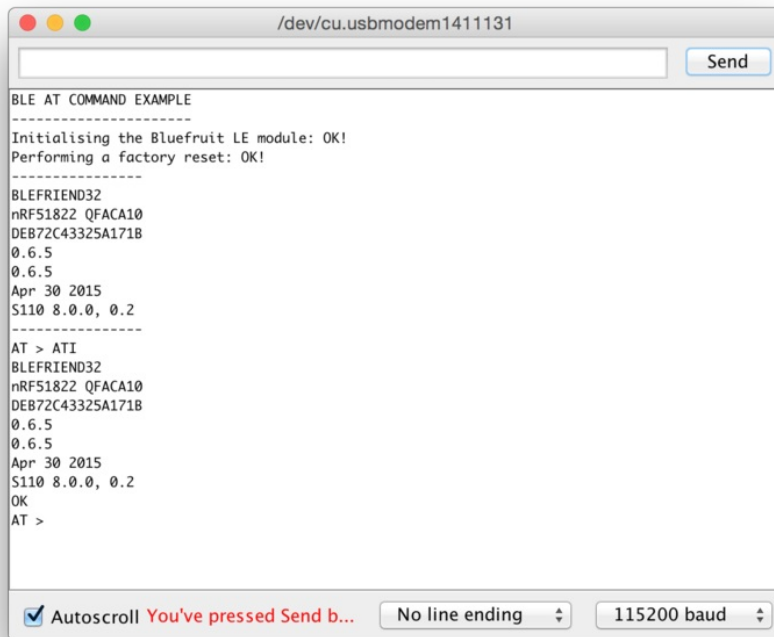 /dev/cu.usbmodem1411131
Send
BLE AT COMMAND EXAMPLE
----------------------
Initialising the Bluefruit LE module: OK!
Performing a factory reset: OK!
----------------
BLEFRIEND32
nRF51822 QFACA10
DEB72C43325A171B
0.6.5
0.6.5
Apr 30 2015
S110 8.0.0, 0.2
----------------
AT > ATI
BLEFRIEND32
nRF51822 QFACA10
DEB72C43325A171B
0.6.5
0.6.5
Apr 30 2015
S110 8.0.0, 0.2
OK
AT >
Autoscroll You've pressed Send b... No line ending 115200 baud